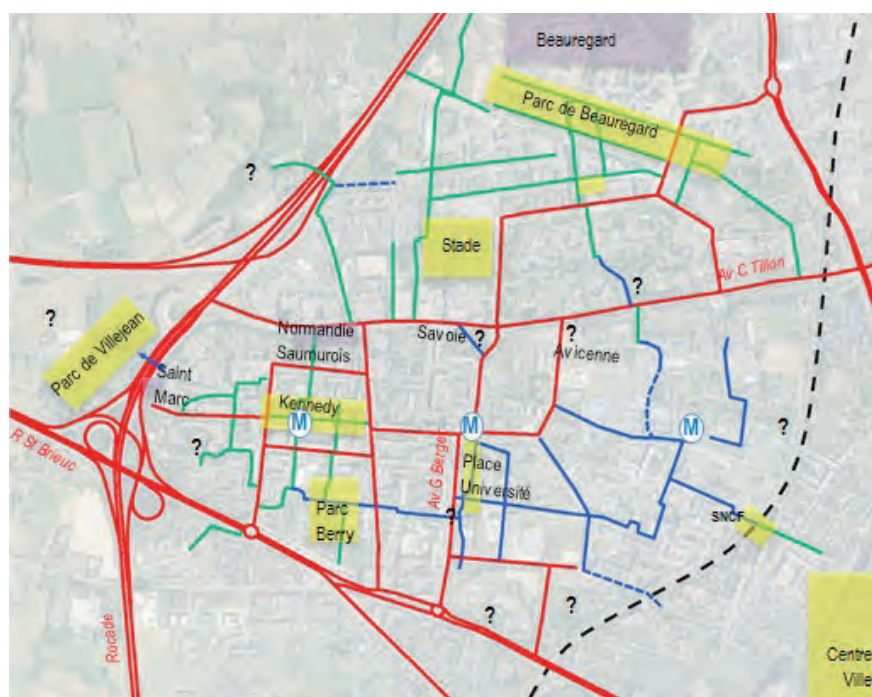 Beauregard
Parc de Beauregard
?
Stade
?
Av C Tillon
?
Parc de Villejean
Normandie
Saumurois
Savoie
?
?
Avicenne
Saint
Marc
Kennedy
M
M
M
?
R St Brieuc
?
Av G Berge
Place
Université
Parc
Berry
?
SNCF
?
?
Rocade
Centre
Ville